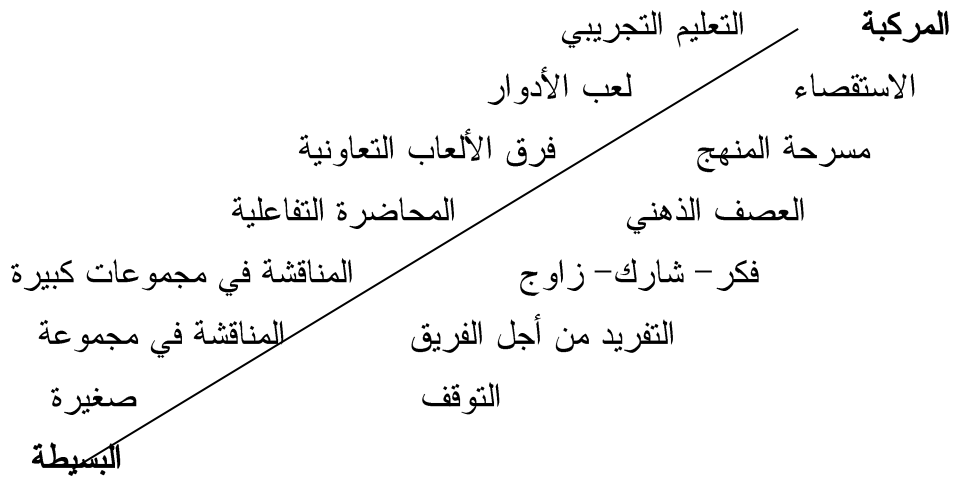 المركبة التعليم التجريبي
الاستقصاء لعب الأدوار
مسرحة المنهج فرق الألعاب التعاونية
العصف الذهني المحاضرة التفاعلية
فكر – شارك – زاوج المناقشة في مجموعات كبيرة
التفريد من أجل الفريق المناقشة في مجموعة
التوقف صغيرة
البسيطة